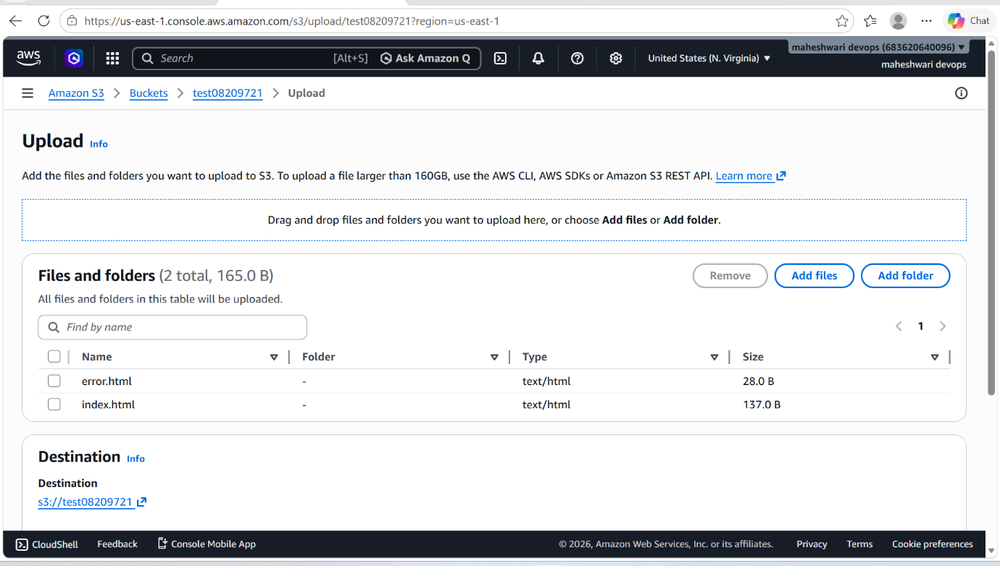 https://us-east-1.console.aws.amazon.com/s3/upload/test08209721?region=us-east-1
Chat
aws
Search [Alt+S] Ask Amazon Q
United States (N. Virginia)
maheshwari devops (683620640096)
maheshwari devops
Amazon S3 Buckets test08209721 Upload
Upload Info
Add the files and folders you want to upload to S3. To upload a file larger than 160GB, use the AWS CLI, AWS SDKs or Amazon S3 REST API. Learn more
Drag and drop files and folders you want to upload here, or choose Add files or Add folder.
Files and folders (2 total, 165.0 B)
Remove Add files Add folder
All files and folders in this table will be uploaded.
Find by name
1
Name Folder Type Size
error.html - text/html 28.0 B
index.html - text/html 137.0 B
Destination Info
Destination
s3://test08209721
CloudShell Feedback Console Mobile App © 2026, Amazon Web Services, Inc. or its affiliates. Privacy Terms Cookie preferences